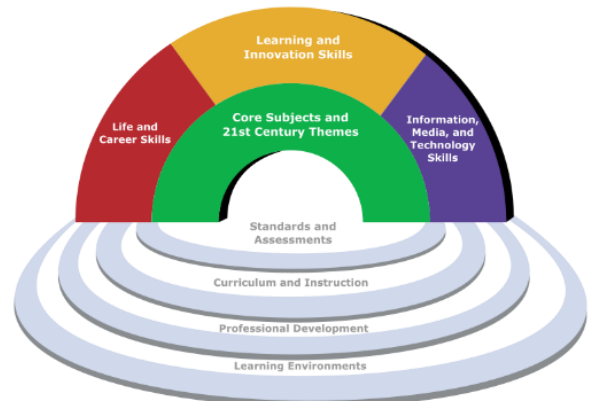 Learning and
Innovation Skills
Core Subjects and
21st Century Themes
Life and
Career Skills
Information,
Media, and
Technology
Skills
Standards and
Assessments
Curriculum and Instruction
Professional Development
Learning Environments